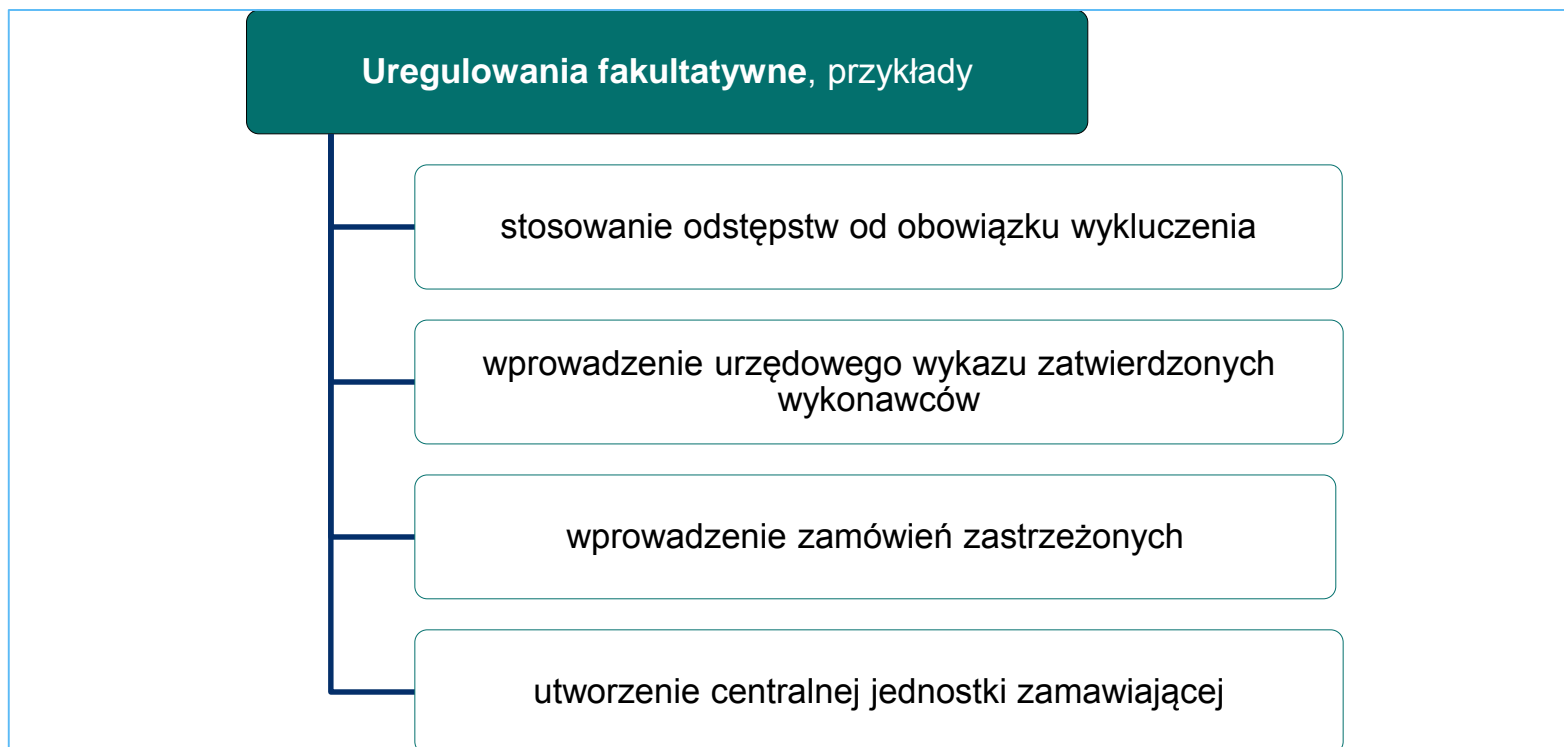 Uregulowania fakultatywne, przykłady
stosowanie odstępstw od obowiązku wykluczenia
wprowadzenie urzędowego wykazu zatwierdzonych
wykonawców
wprowadzenie zamówień zastrzeżonych
utworzenie centralnej jednostki zamawiającej